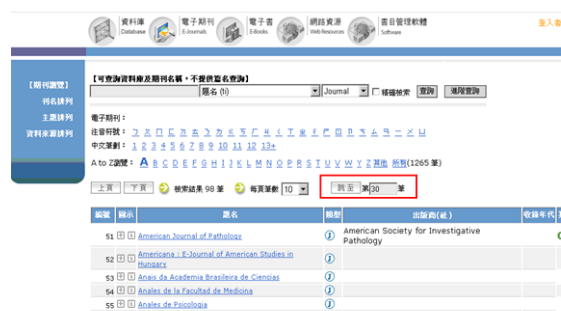 資料庫 Database
電子期刊 E-Journals
電子書 E-Books
網路資源 Web Resources
書目管理軟體 Software
登入
【期刊瀏覽】
刊名排列
主題排列
資料來源排列
【可查詢資料庫及期刊名稱，不提供篇名查詢】
題名 (ti) Journal 精確檢索 查詢 進階查詢
電子期刊：
注音符號：ㄅ ㄆ ㄇ ㄈ ㄉ ㄊ ㄋ ㄌ ㄍ ㄎ ㄏ ㄐ ㄑ ㄒ ㄓ ㄔ ㄕ ㄖ ㄗ ㄙ ㄧ ㄨ ㄩ
中文筆劃：1 2 3 4 5 6 7 8 9 10 11 12 13+
A to Z瀏覽： A B C D E F G H I J K L M N O P R S T U V W Y Z 其他 所有(1265 筆)
上頁 下頁 檢索結果 98 筆 每頁筆數 10 跳至 第30 筆
編號 圖示 題名 類型 出版商(社) 收錄年代
51 American Journal of Pathology American Society for Investigative
Pathology
52 Americana : E-Journal of American Studies in
Hungary
53 Anais da Academia Brasileira de Ciencias
54 Anales de la Facultad de Medicina
55 Anales de Psicologia